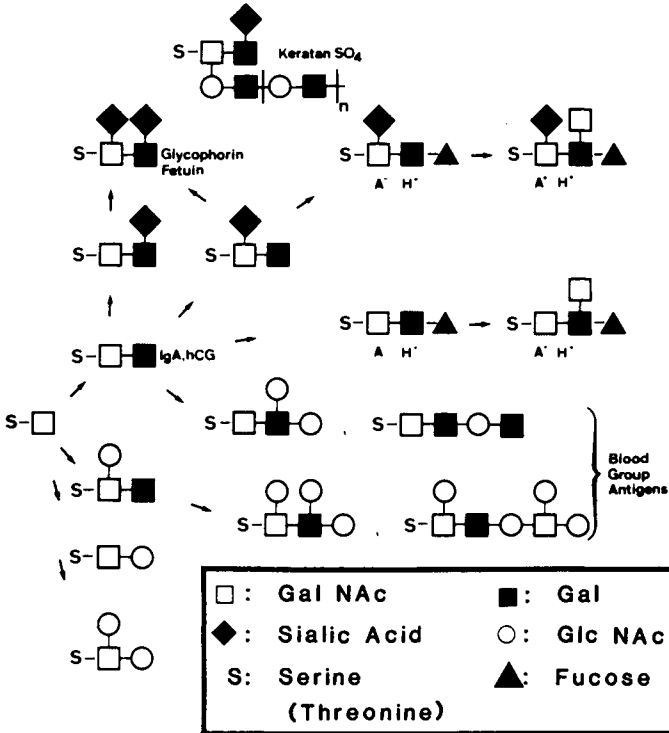 S-
Keratan SO₄
n
S-
Glycophorin
Fetuin
S-
A⁻ H⁺
S-
A⁺ H⁺
S-
S-
S-
IgA,hCG
S-
A H⁺
S-
A⁺ H⁺
S-
S-
S-
S-
S-
S-
Blood
Group
Antigens
S-
S-
: Gal NAc
: Gal
: Sialic Acid
: Glc NAc
S: Serine
(Threonine)
: Fucose